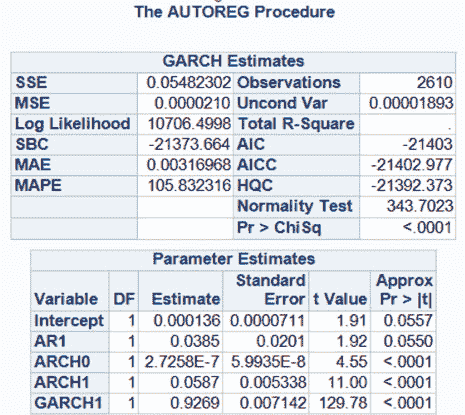 The AUTOREG Procedure
GARCH Estimates
SSE 0.05482302 Observations 2610
MSE 0.0000210 Uncond Var 0.00001893
Log Likelihood 10706.4998 Total R-Square .
SBC -21373.664 AIC -21403
MAE 0.00316968 AICC -21402.977
MAPE 105.832316 HQC -21392.373
Normality Test 343.7023
Pr > ChiSq <.0001
Parameter Estimates
Variable DF Estimate Standard Error t Value Approx Pr > |t|
Intercept 1 0.000136 0.0000711 1.91 0.0557
AR1 1 0.0385 0.0201 1.92 0.0550
ARCH0 1 2.7258E-7 5.9935E-8 4.55 <.0001
ARCH1 1 0.0587 0.005338 11.00 <.0001
GARCH1 1 0.9269 0.007142 129.78 <.0001